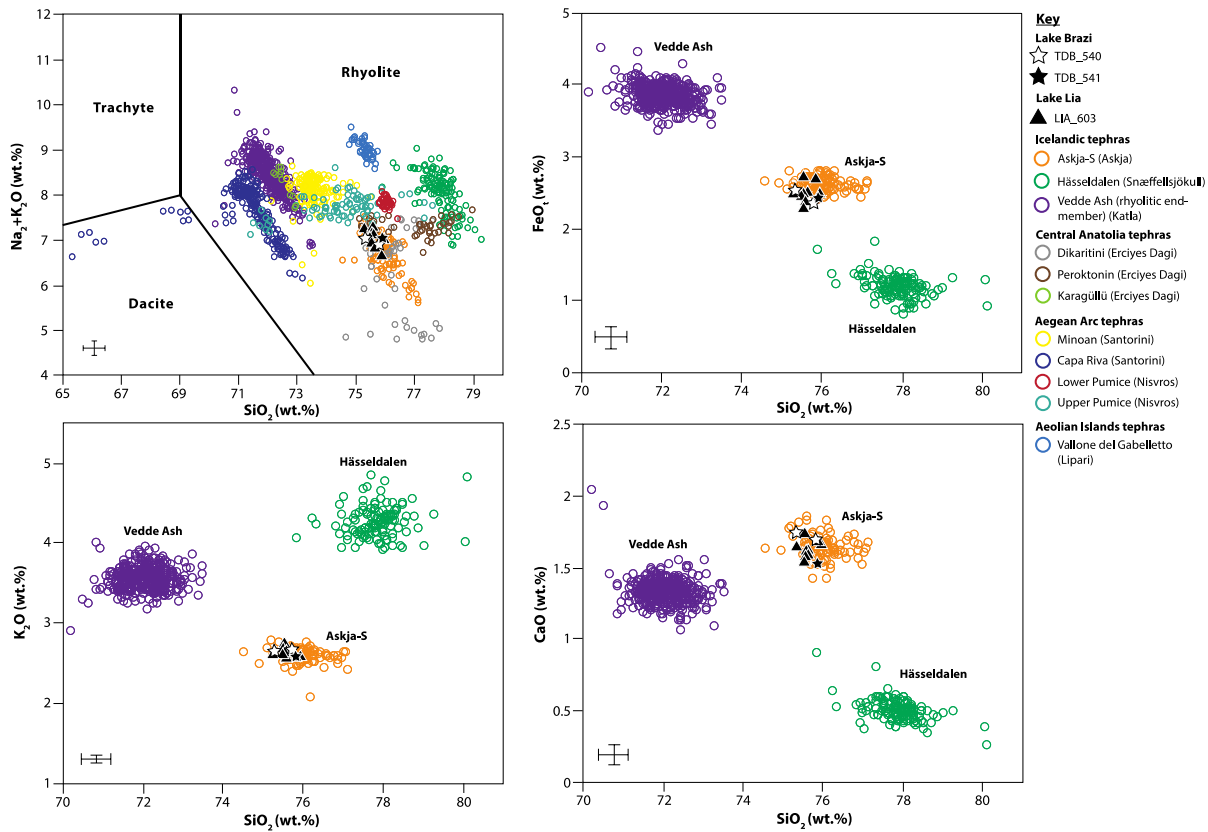 12
11
10
9
8
7
6
5
4
Na₂+K₂O (wt.%)
Trachyte
Rhyolite
Dacite
65
67
69
71
73
75
77
79
SiO₂ (wt.%)
5
4
3
2
1
0
FeOₜ (wt.%)
Vedde Ash
Askja-S
Hässeldalen
70
72
74
76
78
80
SiO₂ (wt.%)
Key
Lake Brazi
TDB_540
TDB_541
Lake Lia
LIA_603
Icelandic tephras
Askja-S (Askja)
Hässeldalen (Snæffellsjökull)
Vedde Ash (rhyolitic end-
member) (Katla)
Central Anatolia tephras
Dikaritini (Erciyes Dagi)
Peroktonin (Erciyes Dagi)
Karagüllü (Erciyes Dagi)
Aegean Arc tephras
Minoan (Santorini)
Capa Riva (Santorini)
Lower Pumice (Nisvros)
Upper Pumice (Nisvros)
Aeolian Islands tephras
Vallone del Gabelletto
(Lipari)
5
4
3
2
1
K₂O (wt.%)
Hässeldalen
Vedde Ash
Askja-S
70
72
74
76
78
80
SiO₂ (wt.%)
2.5
2
1.5
1
0.5
0
CaO (wt.%)
Askja-S
Vedde Ash
Hässeldalen
70
72
74
76
78
80
SiO₂ (wt.%)